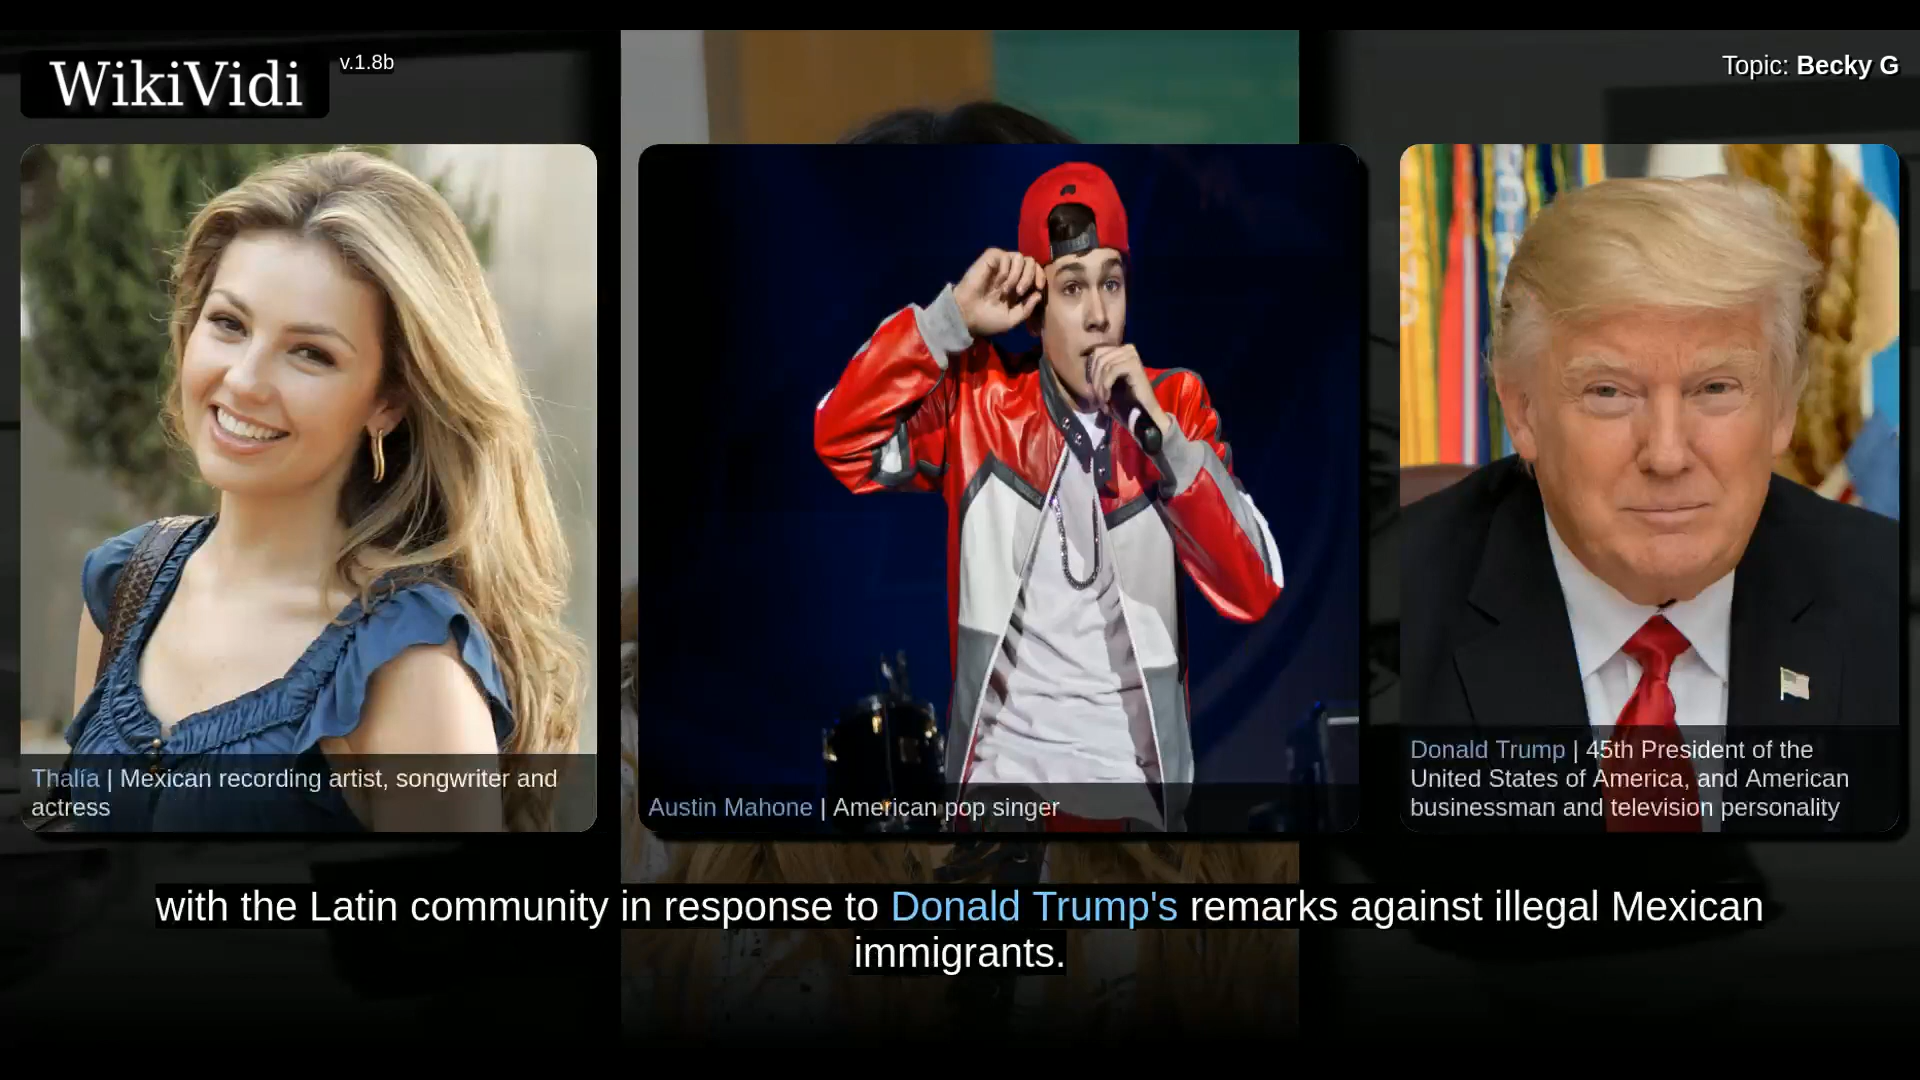 WikiVidi
v.1.8b
Topic: Becky G
Thalía | Mexican recording artist, songwriter and
actress
Austin Mahone | American pop singer
Donald Trump | 45th President of the
United States of America, and American
businessman and television personality
with the Latin community in response to Donald Trump's remarks against illegal Mexican
immigrants.